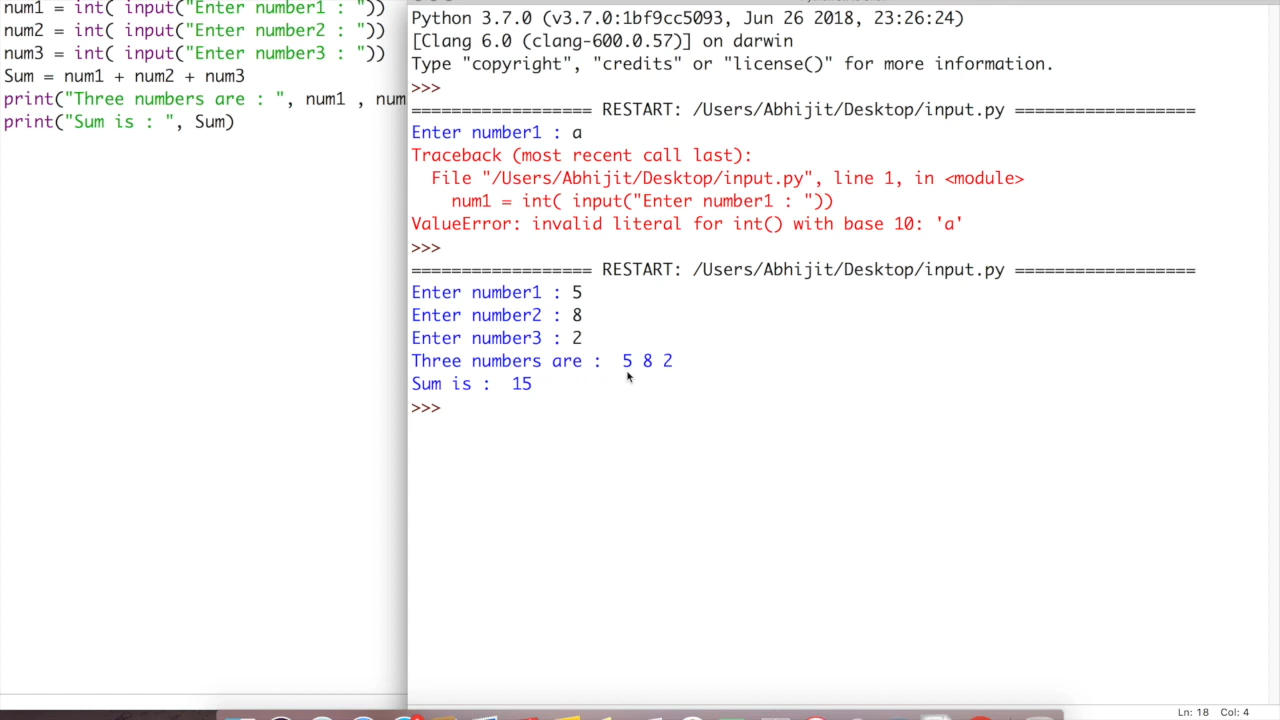 num1 = int( input("Enter number1 : "))
num2 = int( input("Enter number2 : "))
num3 = int( input("Enter number3 : "))
Sum = num1 + num2 + num3
print("Three numbers are : ", num1 , num
print("Sum is : ", Sum)
Python 3.7.0 (v3.7.0:1bf9cc5093, Jun 26 2018, 23:26:24)
[Clang 6.0 (clang-600.0.57)] on darwin
Type "copyright", "credits" or "license()" for more information.
>>>
================== RESTART: /Users/Abhijit/Desktop/input.py ==================
Enter number1 : a
Traceback (most recent call last):
  File "/Users/Abhijit/Desktop/input.py", line 1, in <module>
    num1 = int( input("Enter number1 : "))
ValueError: invalid literal for int() with base 10: 'a'
>>>
================== RESTART: /Users/Abhijit/Desktop/input.py ==================
Enter number1 : 5
Enter number2 : 8
Enter number3 : 2
Three numbers are :  5 8 2
Sum is :  15
>>>
Ln: 18 Col: 4